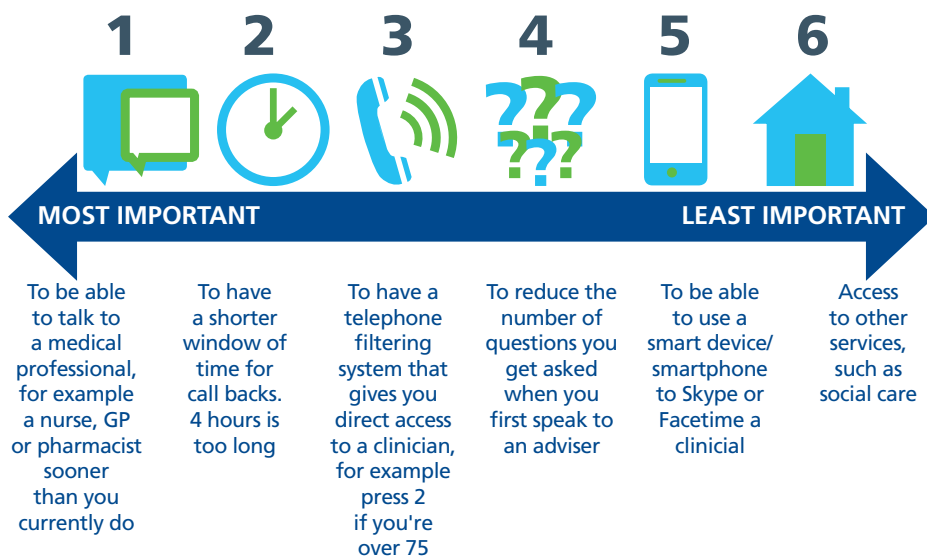 1
2
3
4
5
6
MOST IMPORTANT
LEAST IMPORTANT
To be able
to talk to
a medical
professional,
for example
a nurse, GP
or pharmacist
sooner
than you
currently do
To have
a shorter
window of
time for
call backs.
4 hours is
too long
To have a
telephone
filtering
system that
gives you
direct access
to a clinician,
for example
press 2
if you're
over 75
To reduce the
number of
questions you
get asked
when you
first speak to
an adviser
To be able
to use a
smart device/
smartphone
to Skype or
Facetime a
clinicial
Access
to other
services,
such as
social care